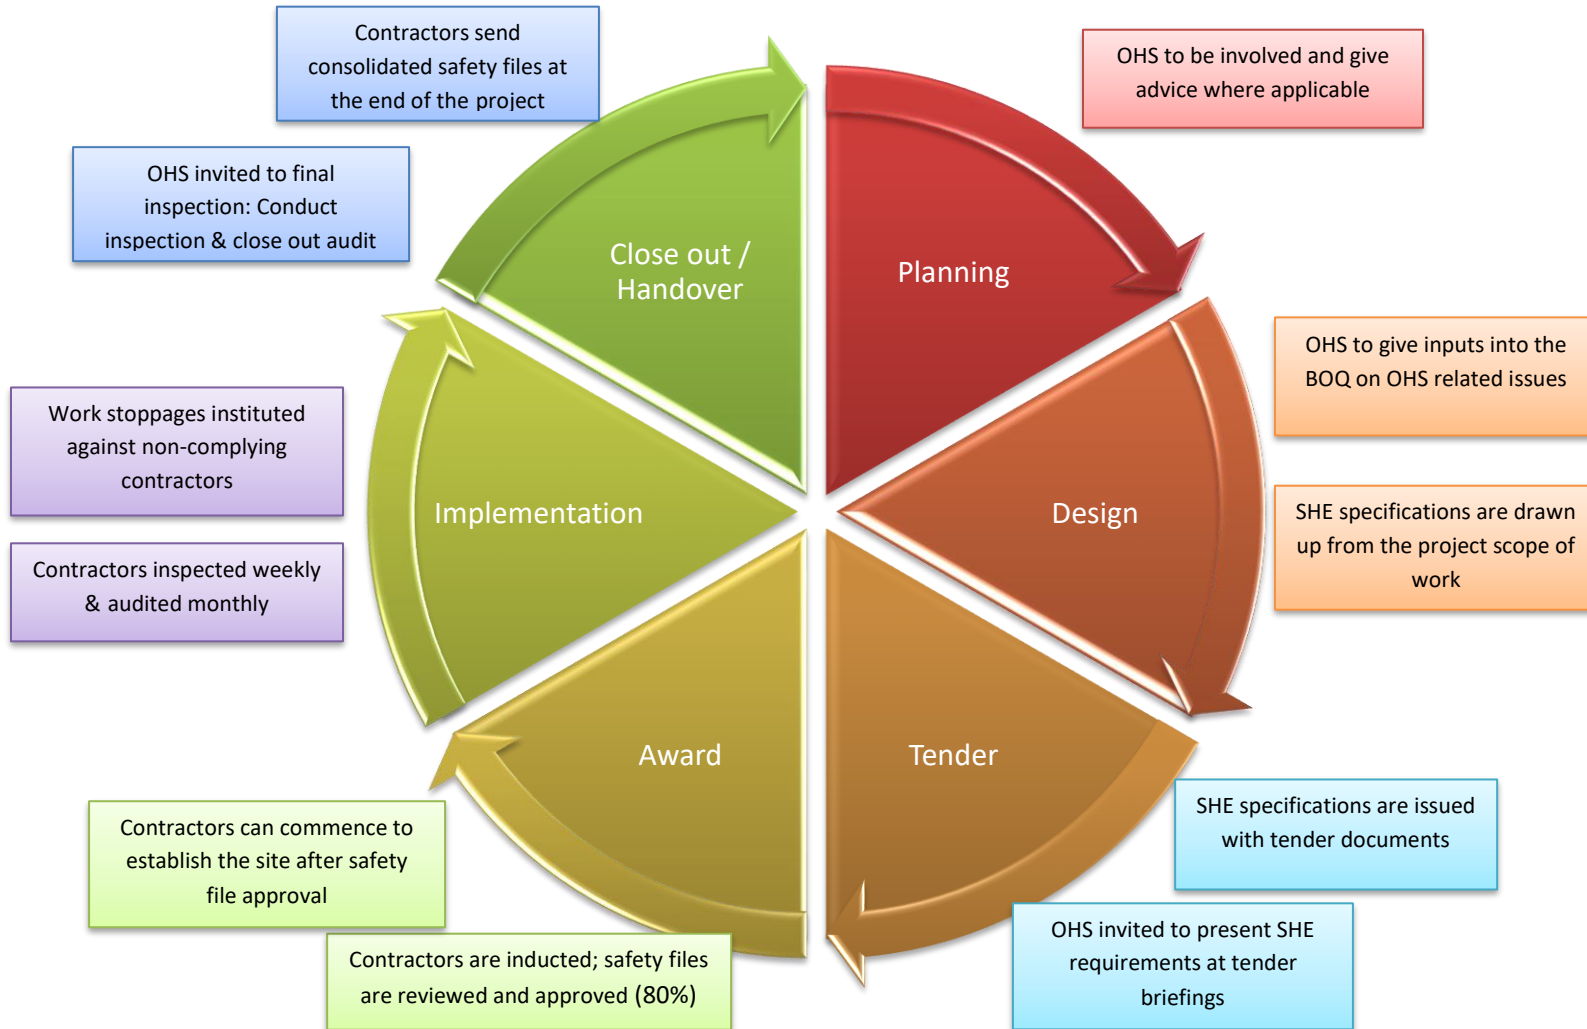 Contractors send
consolidated safety files at
the end of the project
OHS to be involved and give
advice where applicable
OHS invited to final
inspection: Conduct
inspection & close out audit
Close out /
Handover
Planning
OHS to give inputs into the
BOQ on OHS related issues
Work stoppages instituted
against non-complying
contractors
Implementation
Design
SHE specifications are drawn
up from the project scope of
work
Contractors inspected weekly
& audited monthly
Award
Tender
SHE specifications are issued
with tender documents
Contractors can commence to
establish the site after safety
file approval
OHS invited to present SHE
requirements at tender
briefings
Contractors are inducted; safety files
are reviewed and approved (80%)